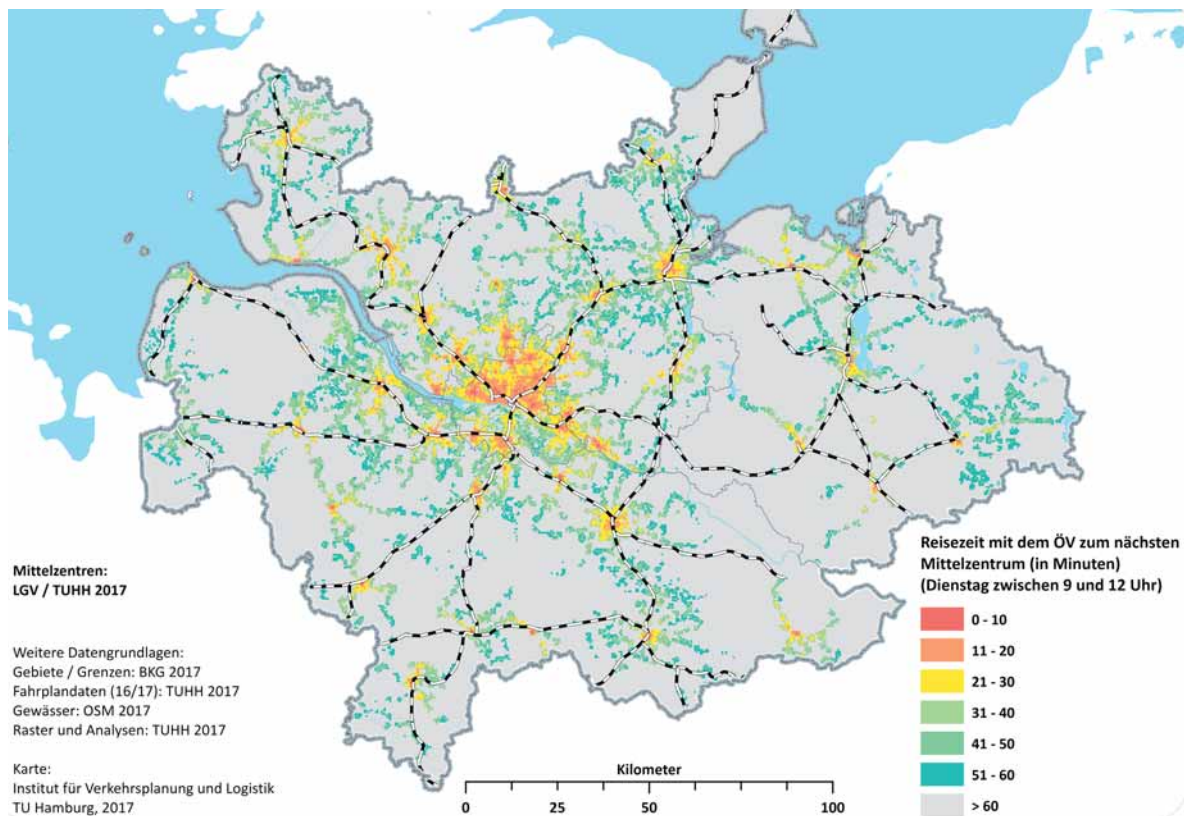 Mittelzentren:
LGV / TUHH 2017
Weitere Datengrundlagen:
Gebiete / Grenzen: BKG 2017
Fahrplandaten (16/17): TUHH 2017
Gewässer: OSM 2017
Raster und Analysen: TUHH 2017
Karte:
Institut für Verkehrsplanung und Logistik
TU Hamburg, 2017
Kilometer
0 25 50 100
Reisezeit mit dem ÖV zum nächsten
Mittelzentrum (in Minuten)
(Dienstag zwischen 9 und 12 Uhr)
0 - 10
11 - 20
21 - 30
31 - 40
41 - 50
51 - 60
> 60